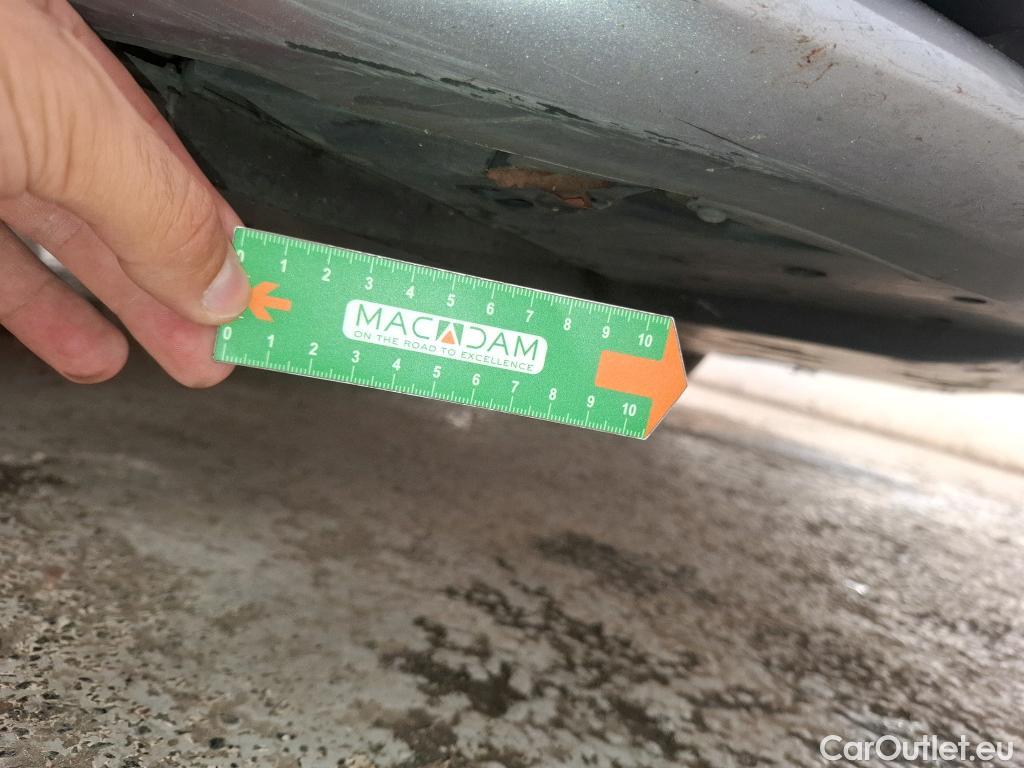 0 1 2 3 4 5 6 7 8 9 10
MACADAM
ON THE ROAD TO EXCELLENCE
0 1 2 3 4 5 6 7 8 9 10
CarOutlet.eu